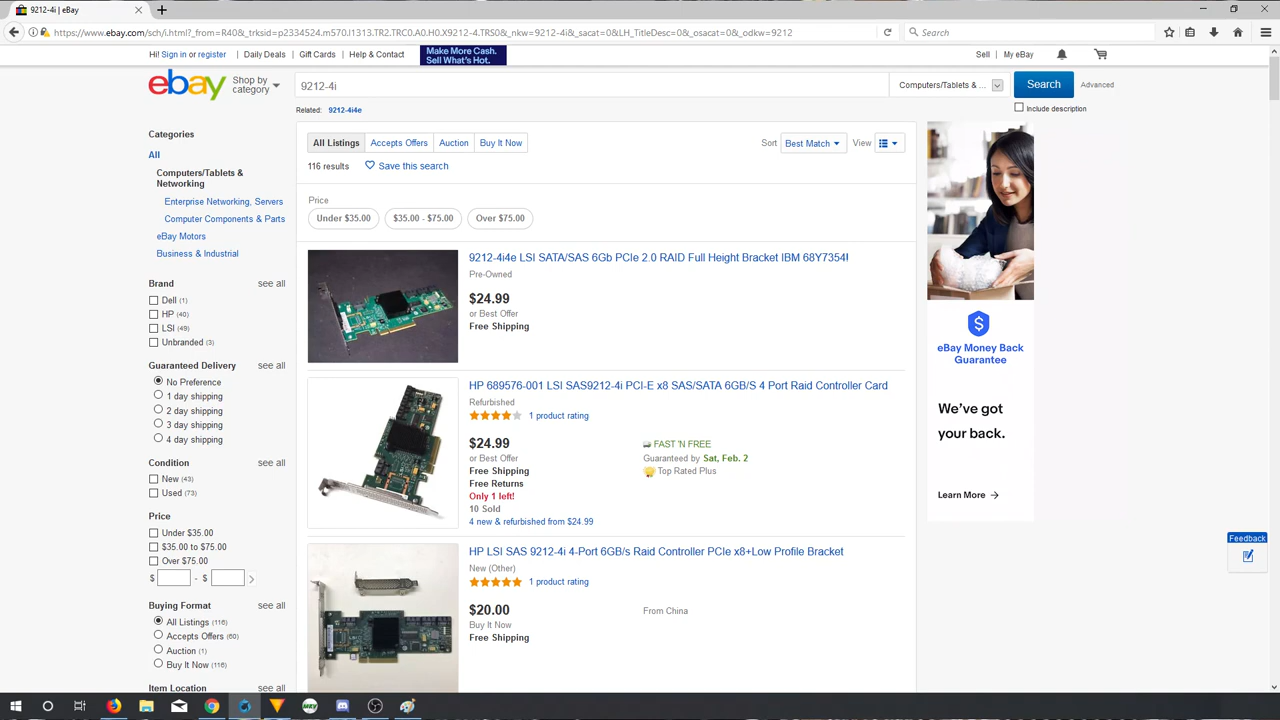 9212-4i | eBay
https://www.ebay.com/sch/i.html?_from=R40&_trksid=p2334524.m570.l1313.TR2.TRC0.A0.H0.X9212-4.TRS0&_nkw=9212-4i&_sacat=0&LH_TitleDesc=0&_osacat=0&_odkw=9212
Search
Hi! Sign in or register
Daily Deals
Gift Cards
Help & Contact
Make More Cash.
Sell What's Hot.
Sell
My eBay
ebay
Shop by
category
9212-4i
Computers/Tablets & ...
Search
Advanced
Include description
Related: 9212-4i4e
Categories
All
Computers/Tablets &
Networking
Enterprise Networking, Servers
Computer Components & Parts
eBay Motors
Business & Industrial
Brand see all
Dell (1)
HP (40)
LSI (49)
Unbranded (3)
Guaranteed Delivery see all
No Preference
1 day shipping
2 day shipping
3 day shipping
4 day shipping
Condition see all
New (43)
Used (73)
Price
Under $35.00
$35.00 to $75.00
Over $75.00
$ - $
Buying Format see all
All Listings (116)
Accepts Offers (60)
Auction (1)
Buy It Now (116)
Item Location see all
All Listings
Accepts Offers
Auction
Buy It Now
Sort Best Match
View
116 results
Save this search
Price
Under $35.00
$35.00 - $75.00
Over $75.00
9212-4i4e LSI SATA/SAS 6Gb PCIe 2.0 RAID Full Height Bracket IBM 68Y7354!
Pre-Owned
$24.99
or Best Offer
Free Shipping
HP 689576-001 LSI SAS9212-4i PCI-E x8 SAS/SATA 6GB/S 4 Port Raid Controller Card
Refurbished
1 product rating
$24.99
or Best Offer
Free Shipping
Free Returns
Only 1 left!
10 Sold
4 new & refurbished from $24.99
FAST 'N FREE
Guaranteed by Sat, Feb. 2
Top Rated Plus
HP LSI SAS 9212-4i 4-Port 6GB/s Raid Controller PCIe x8+Low Profile Bracket
New (Other)
1 product rating
$20.00
Buy It Now
Free Shipping
From China
$
eBay Money Back
Guarantee
We've got
your back.
Learn More
Feedback